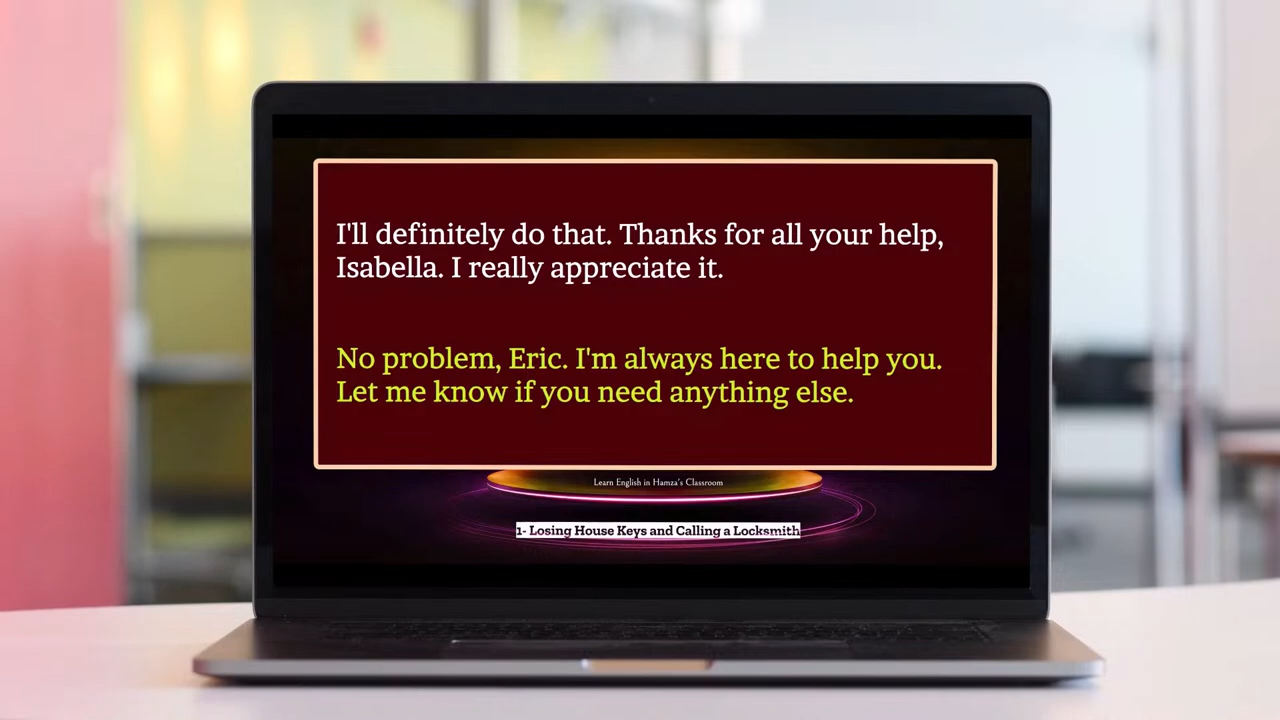 I'll definitely do that. Thanks for all your help,
Isabella. I really appreciate it.
No problem, Eric. I'm always here to help you.
Let me know if you need anything else.
Learn English in Hamza's Classroom
1- Losing House Keys and Calling a Locksmith